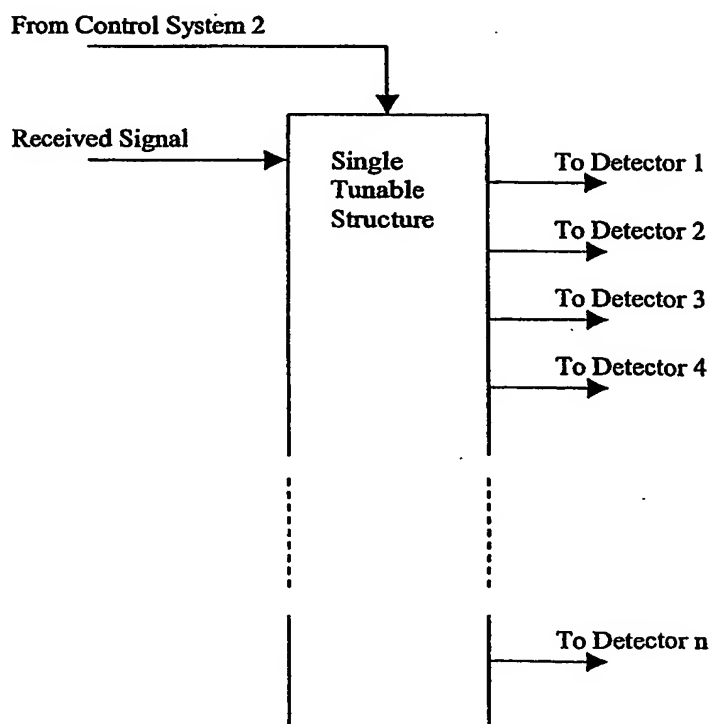 From Control System 2
Received Signal
Single
Tunable
Structure
To Detector 1
To Detector 2
To Detector 3
To Detector 4
To Detector n